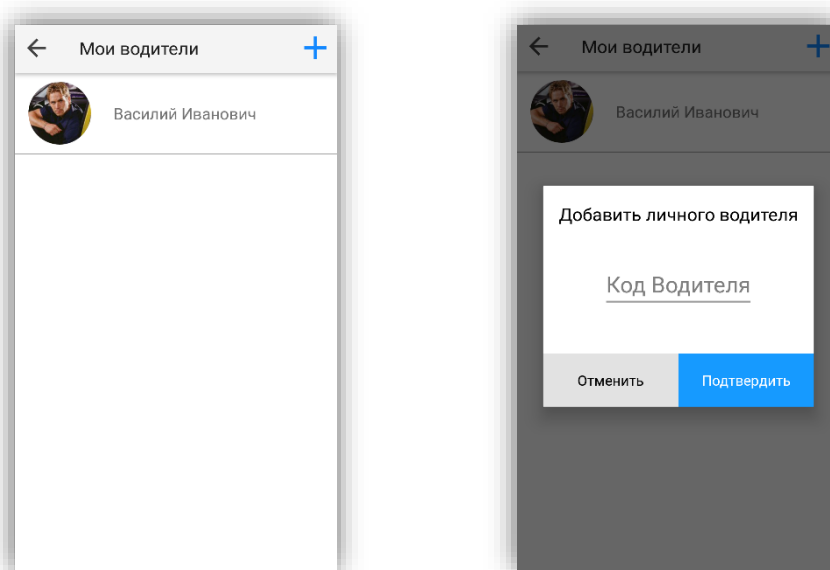 Мои водители
Василий Иванович
Мои водители
Василий Иванович
Добавить личного водителя
Код Водителя
Отменить
Подтвердить